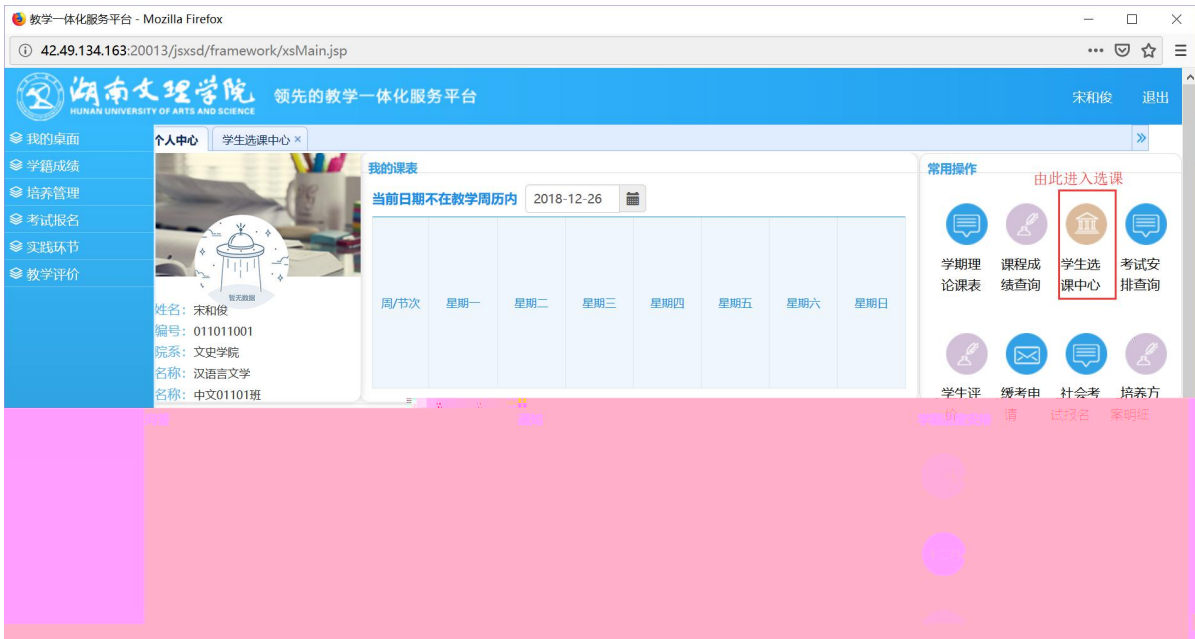 教学一体化服务平台 - Mozilla Firefox
42.49.134.163:20013/jsxsd/framework/xsMain.jsp
湖南文理学院
HUNAN UNIVERSITY OF ARTS AND SCIENCE
领先的教学一体化服务平台
宋和俊 退出
我的桌面
学籍成绩
培养管理
考试报名
实践环节
教学评价
个人中心 学生选课中心 ×
暂无数据
姓名：宋和俊
编号：011011001
院系：文史学院
名称：汉语言文学
名称：中文01101班
我的课表
当前日期不在教学周历内 2018-12-26
周/节次 星期一 星期二 星期三 星期四 星期五 星期六 星期日
常用操作
由此进入选课
学期理论课表
课程成绩查询
学生选课中心
考试安排查询
学生评价
缓考申请
社会考试报名
培养方案明细